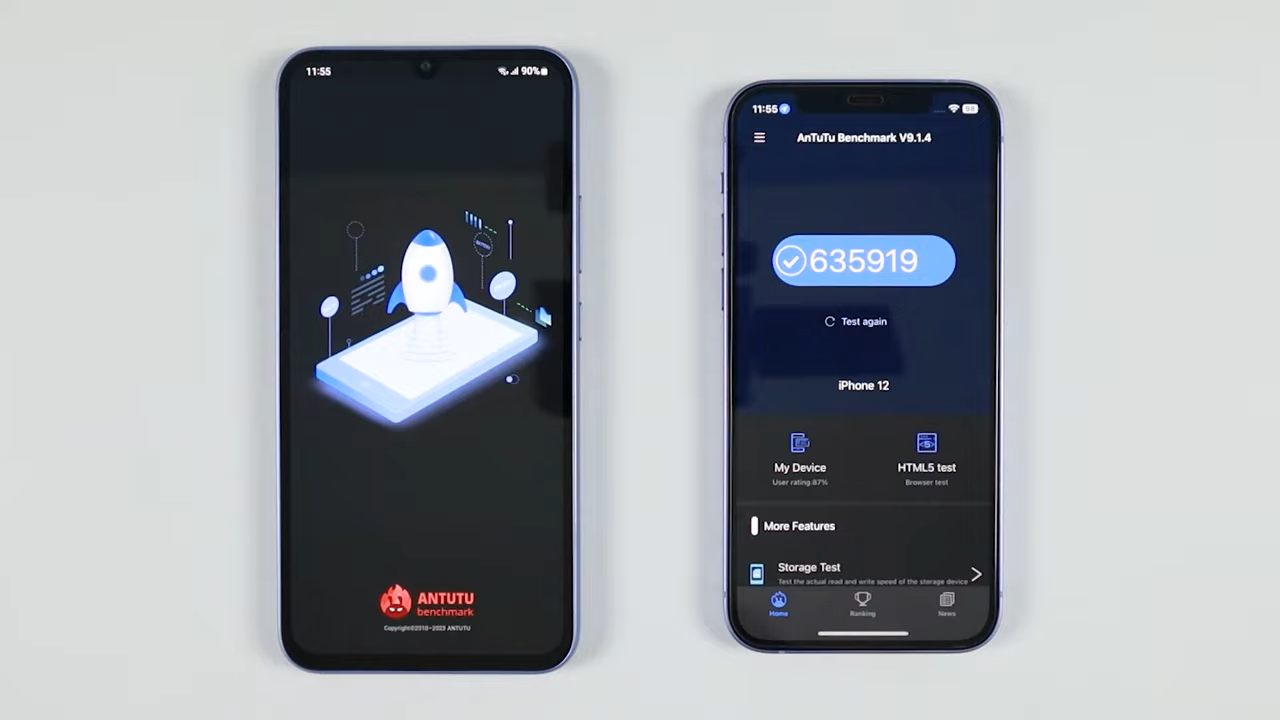 11:55
90%
ANTUTU
benchmark
Copyright©2010-2023 ANTUTU
11:55
98
AnTuTu Benchmark V9.1.4
635919
Test again
iPhone 12
My Device
User rating:87%
HTML5 test
Browser test
More Features
Storage Test
Test the actual read and write speed of the storage device
Home
Ranking
News